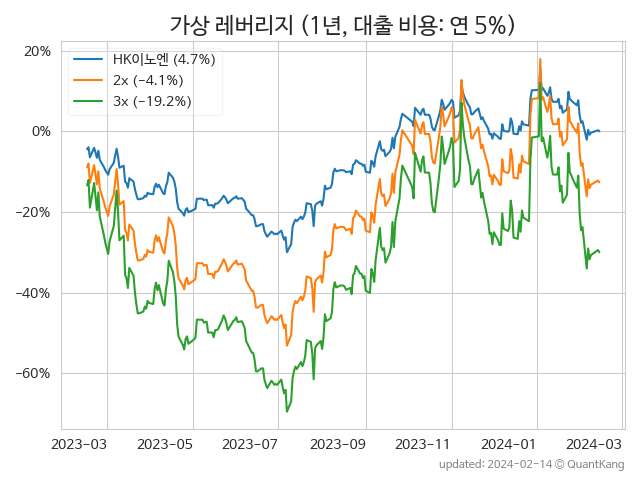 가상 레버리지 (1년, 대출 비용: 연 5%)
HK이노엔 (4.7%)
2x (−4.1%)
3x (−19.2%)
20%
0%
−20%
−40%
−60%
2023−03 2023−05 2023−07 2023−09 2023−11 2024−01 2024−03
updated: 2024-02-14 © QuantKang